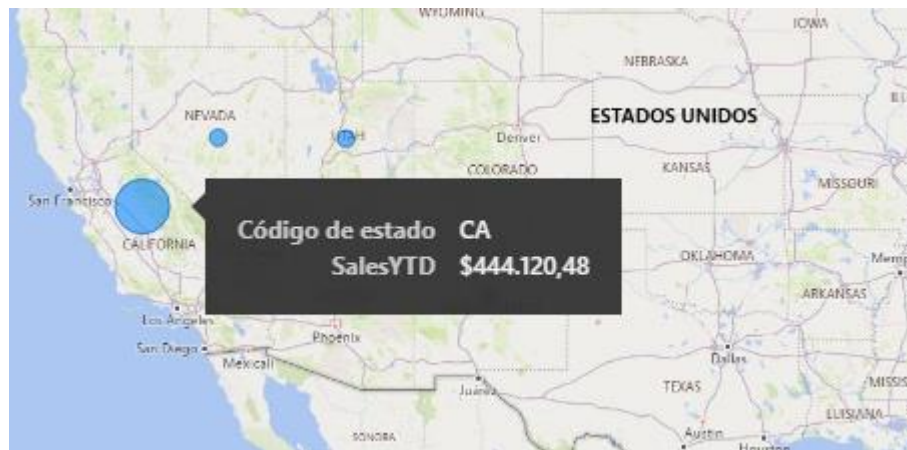 WYOMING
IOWA
NEBRASKA
NEVADA
ESTADOS UNIDOS
UTAH
Denver
COLORADO
KANSAS
MISSOURI
San Francisco
Código de estado CA
CALIFORNIA
SalesYTD $444.120,48
OKLAHOMA
ARKANSAS
Los Angeles
Phoenix
San Diego
Mexicali
Dallas
Juárez
TEXAS
LUISIANA
SONORA
Austin